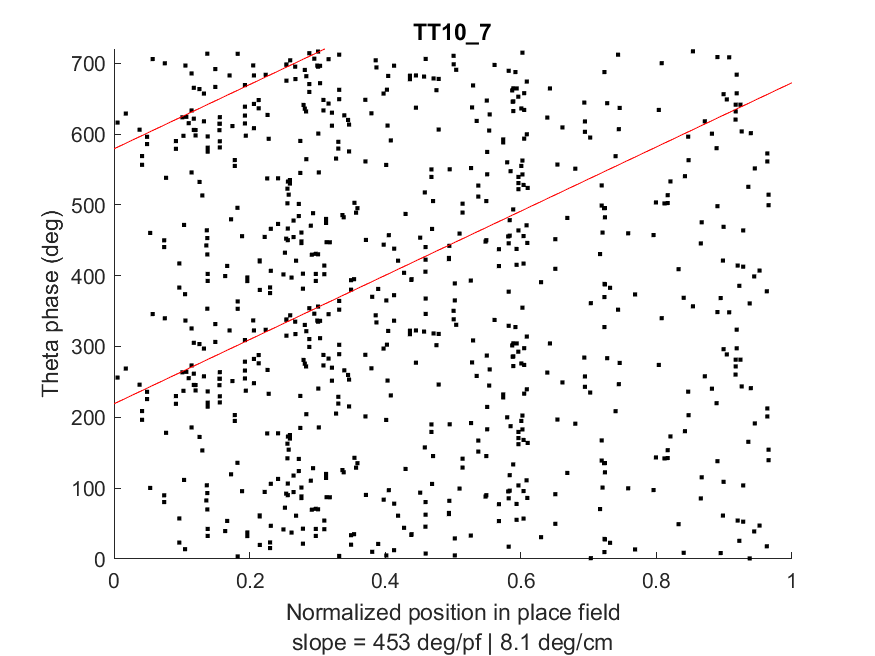 TT10_7
700
600
500
400
300
200
100
0
Theta phase (deg)
0 0.2 0.4 0.6 0.8 1
Normalized position in place field
slope = 453 deg/pf | 8.1 deg/cm